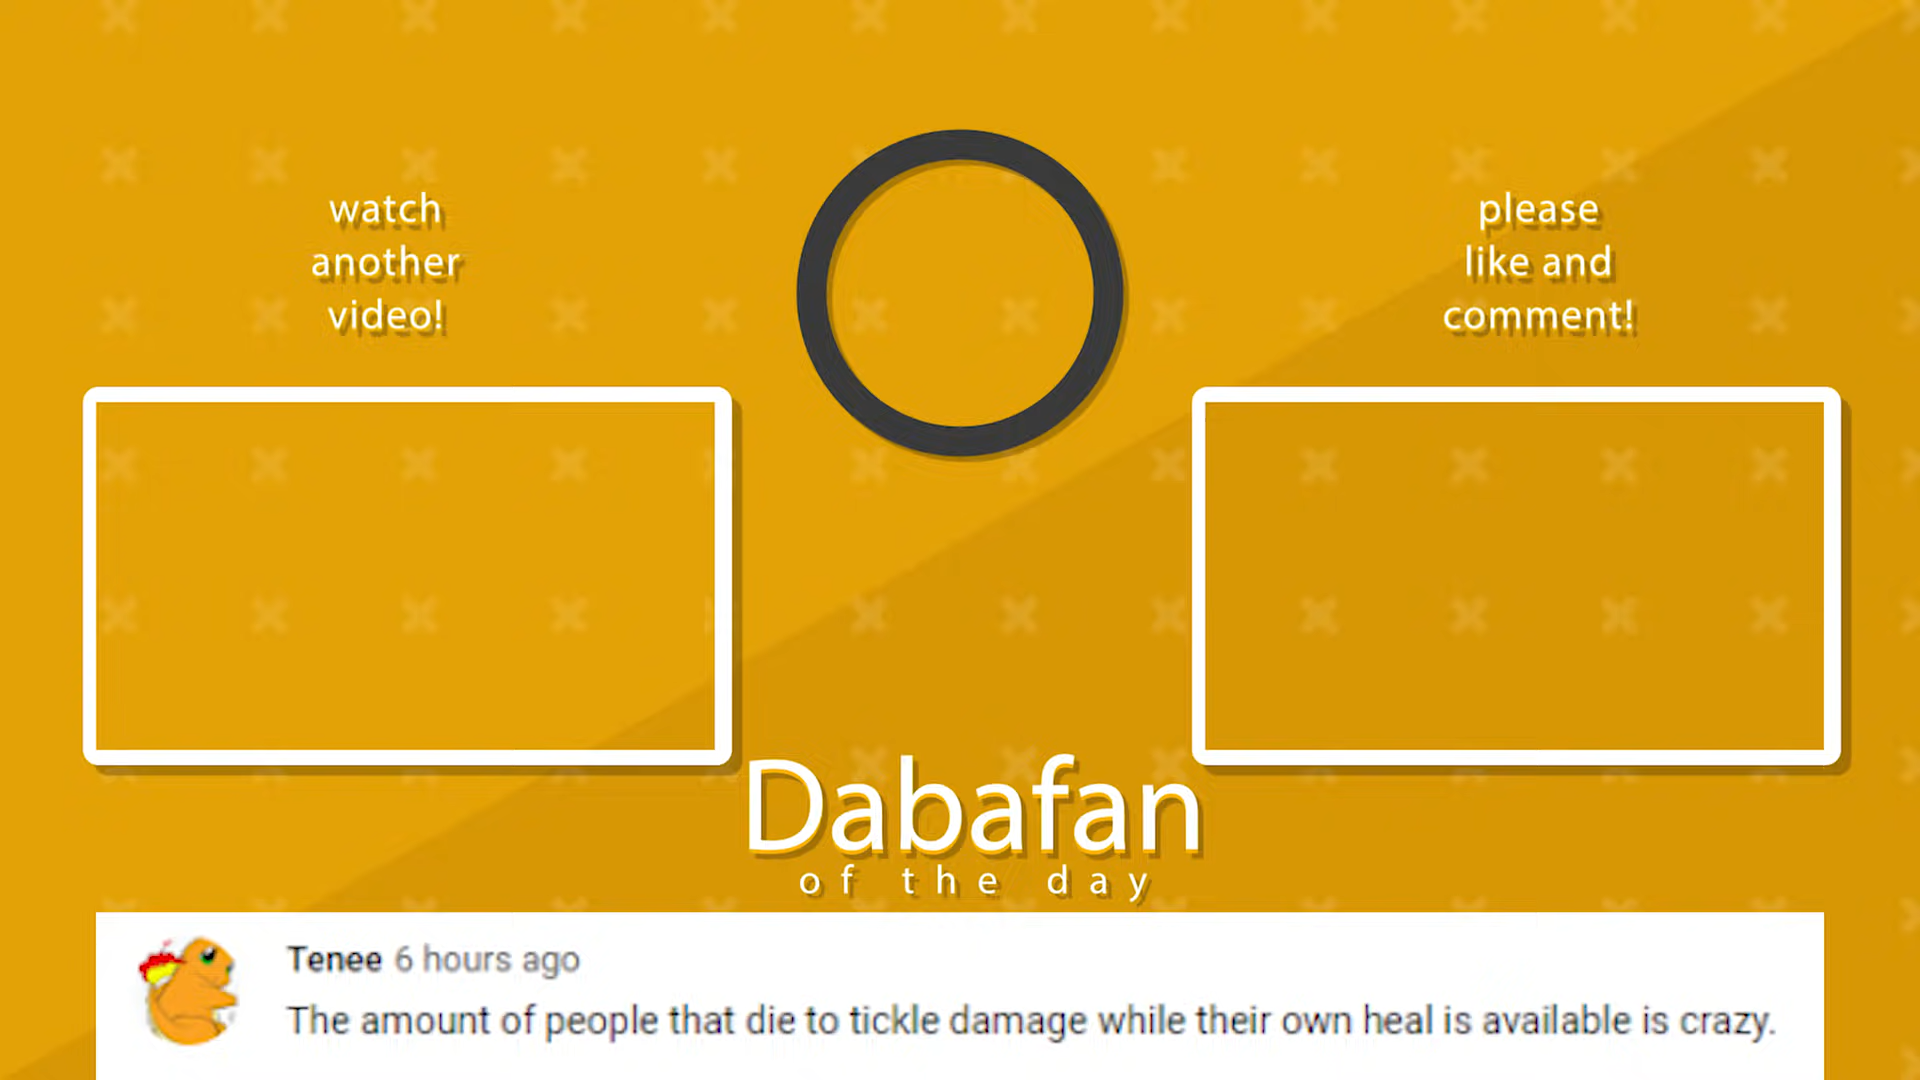 watch
another
video!
please
like and
comment!
Dabafan
of the day
Tenee 6 hours ago
The amount of people that die to tickle damage while their own heal is available is crazy.